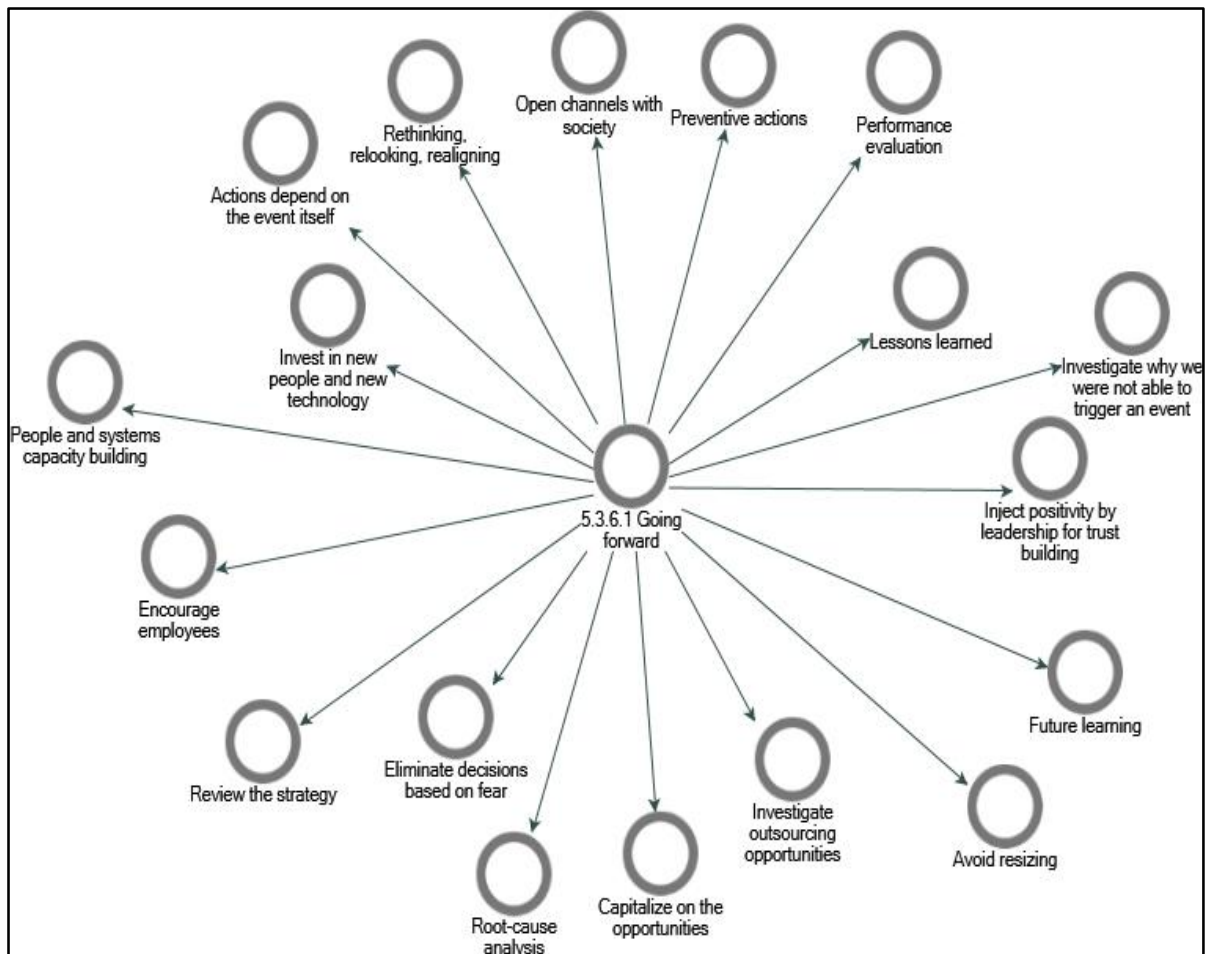 Open channels with
society
Preventive actions
Performance
evaluation
Rethinking,
relooking, realigning
Actions depend on
the event itself
Lessons learned
Invest in new
people and new
technology
Investigate why we
were not able to
trigger an event
People and systems
capacity building
5.3.6.1 Going
forward
Inject positivity by
leadership for trust
building
Encourage
employees
Future learning
Review the strategy
Eliminate decisions
based on fear
Investigate
outsourcing
opportunities
Avoid resizing
Root-cause
analysis
Capitalize on the
opportunities